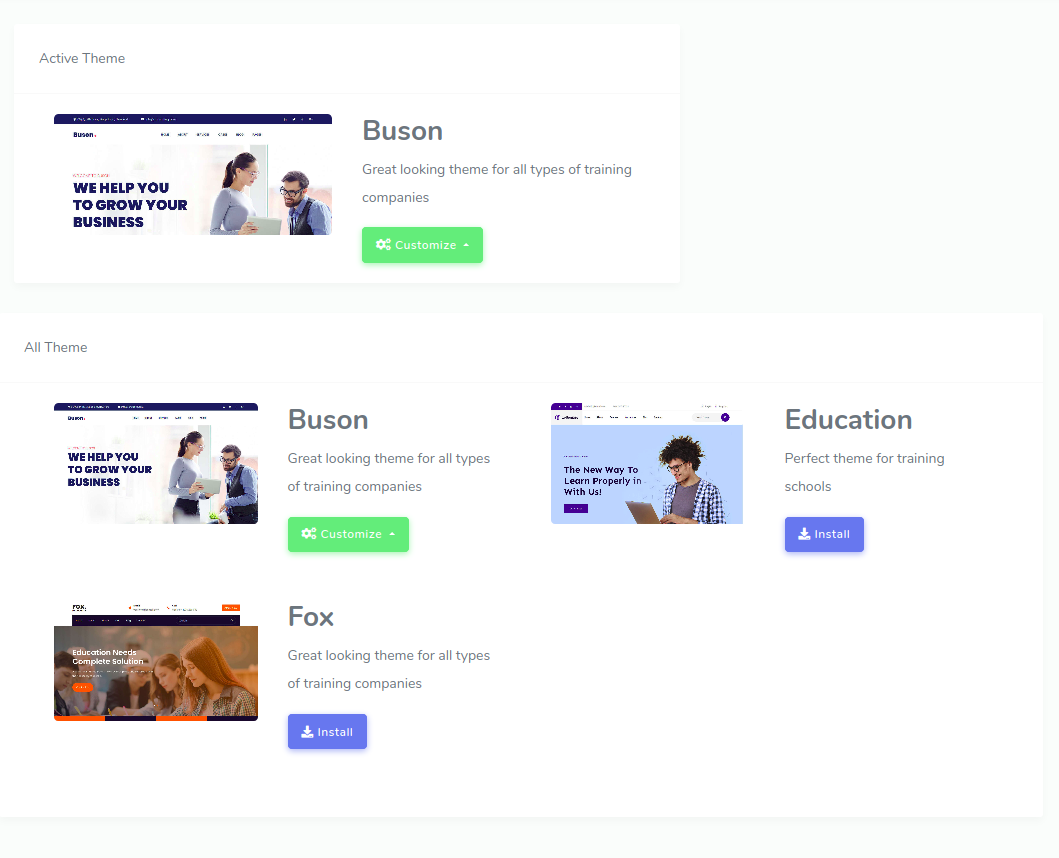 Active Theme
Buson.
WE HELP YOU
TO GROW YOUR
BUSINESS
Buson
Great looking theme for all types of training
companies
Customize
All Theme
Buson.
WE HELP YOU
TO GROW YOUR
BUSINESS
Buson
Great looking theme for all types
of training companies
Customize
The New Way To
Learn Properly in
With Us!
Education
Perfect theme for training
schools
Install
FOX.
Education Needs
Complete Solution
Fox
Great looking theme for all types
of training companies
Install